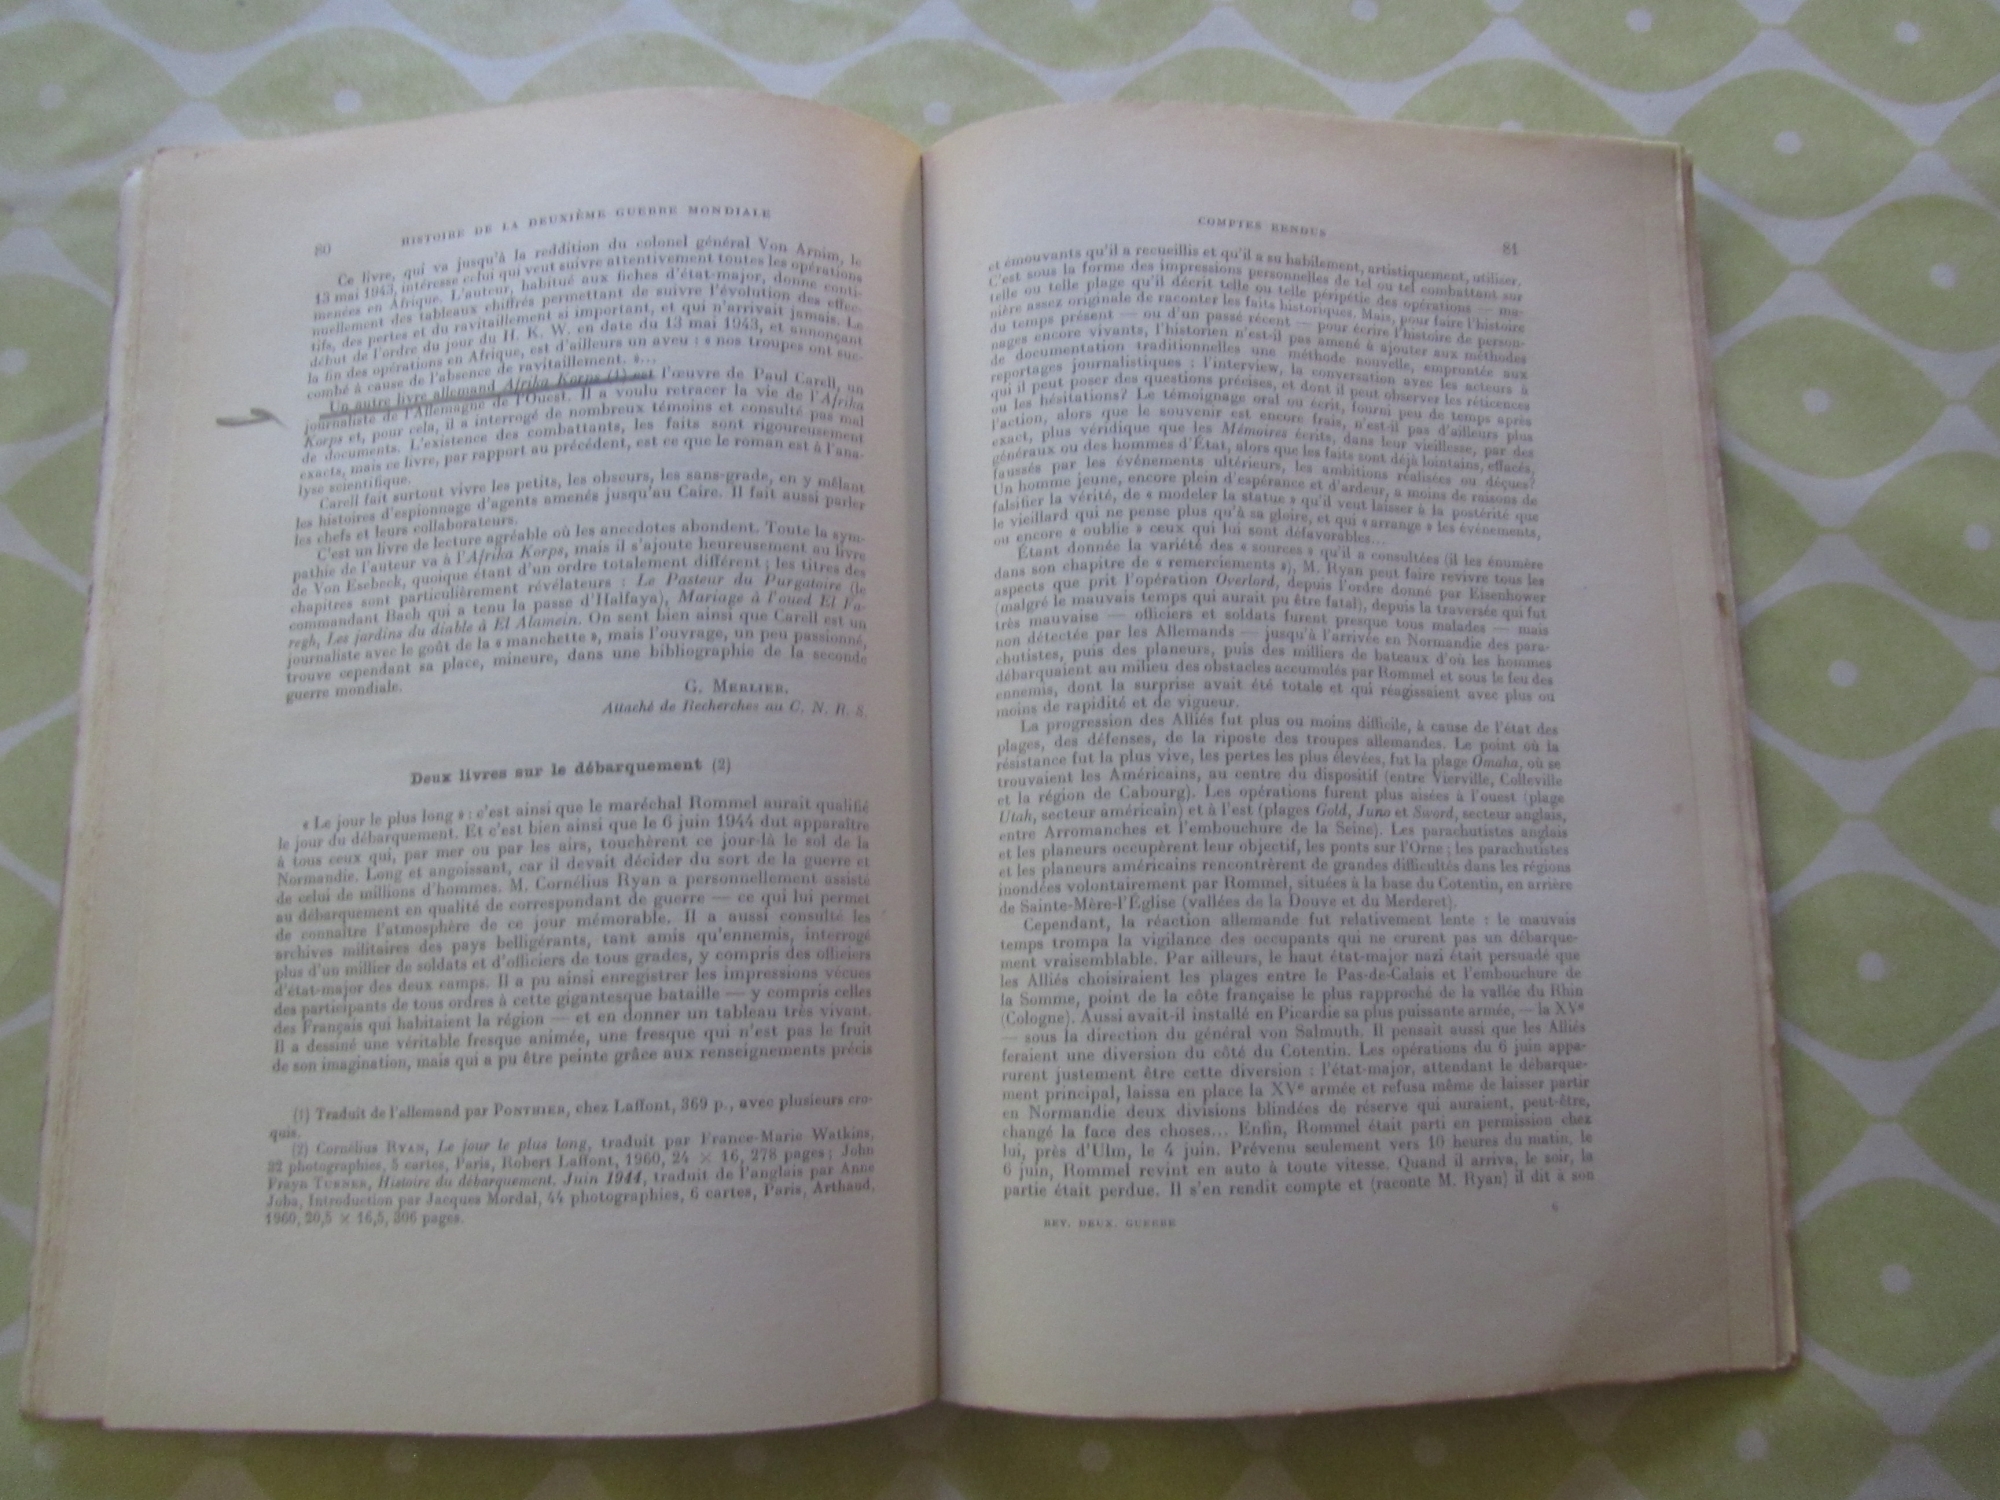 80 HISTOIRE DE LA DEUXIÈME GUERRE MONDIALE
Ce livre, qui va jusqu'à la reddition du colonel général Von Arnim, le
13 mai 1943, intéresse celui qui veut suivre attentivement toutes les opérations
menées en Afrique. L'auteur, habitué aux fiches d'état-major, donne conti-
nuellement des tableaux chiffrés permettant de suivre l'évolution des effec-
tifs, des pertes et du ravitaillement si important, et qui n'arrivait jamais. Le
début de l'ordre du jour du H. K. W. en date du 13 mai 1943, et annonçant
la fin des opérations en Afrique, est d'ailleurs un aveu : « nos troupes ont suc-
combé à cause de l'absence de ravitaillement. »...
Un autre livre allemand Afrika Korps (1) est l'œuvre de Paul Carell, un
journaliste de l'Allemagne de l'Ouest. Il a voulu retracer la vie de l'Afrika
Korps et, pour cela, il a interrogé de nombreux témoins et consulté pas mal
de documents. L'existence des combattants, les faits sont rigoureusement
exacts, mais ce livre, par rapport au précédent, est ce que le roman est à l'ana-
lyse scientifique.
Carell fait surtout vivre les petits, les obscurs, les sans-grade, en y mêlant
les histoires d'espionnage d'agents amenés jusqu'au Caire. Il fait aussi parler
les chefs et leurs collaborateurs.
C'est un livre de lecture agréable où les anecdotes abondent. Toute la sym-
pathie de l'auteur va à l'Afrika Korps, mais il s'ajoute heureusement au livre
de Von Esebeck, quoique étant d'un ordre totalement différent ; les titres des
chapitres sont particulièrement révélateurs : Le Pasteur du Purgatoire (le
commandant Bach qui a tenu la passe d'Halfaya), Mariage à l'oued El Fa-
regh, Les jardins du diable à El Alamein. On sent bien ainsi que Carell est un
journaliste avec le goût de la « manchette », mais l'ouvrage, un peu passionné,
trouve cependant sa place, mineure, dans une bibliographie de la seconde
guerre mondiale.
G. MERLIER,
Attaché de Recherches au C. N. R. S.
Deux livres sur le débarquement (2)
« Le jour le plus long » : c'est ainsi que le maréchal Rommel aurait qualifié
le jour du débarquement. Et c'est bien ainsi que le 6 juin 1944 dut apparaître
à tous ceux qui, par mer ou par les airs, touchèrent ce jour-là le sol de la
Normandie. Long et angoissant, car il devait décider du sort de la guerre et
de celui de millions d'hommes. M. Cornélius Ryan a personnellement assisté
au débarquement en qualité de correspondant de guerre — ce qui lui permet
de connaître l'atmosphère de ce jour mémorable. Il a aussi consulté les
archives militaires des pays belligérants, tant amis qu'ennemis, interrogé
plus d'un millier de soldats et d'officiers de tous grades, y compris des officiers
d'état-major des deux camps. Il a pu ainsi enregistrer les impressions vécues
des participants de tous ordres à cette gigantesque bataille — y compris celles
des Français qui habitaient la région — et en donner un tableau très vivant.
Il a dessiné une véritable fresque animée, une fresque qui n'est pas le fruit
de son imagination, mais qui a pu être peinte grâce aux renseignements précis
(1) Traduit de l'allemand par PONTHIER, chez Laffont, 369 p., avec plusieurs cro-
quis.
(2) Cornélius RYAN, Le jour le plus long, traduit par France-Marie Watkins,
32 photographies, 5 cartes, Paris, Robert Laffont, 1960, 24 × 16, 278 pages ; John
Frayn TURNER, Histoire du débarquement. Juin 1944, traduit de l'anglais par Anne
Joba, Introduction par Jacques Mordal, 44 photographies, 6 cartes, Paris, Arthaud,
1960, 20,5 × 16,5, 306 pages.
COMPTES RENDUS 81
et émouvants qu'il a recueillis et qu'il a su habilement, artistiquement, utiliser.
C'est sous la forme des impressions personnelles de tel ou tel combattant sur
telle ou telle plage qu'il décrit telle ou telle péripétie des opérations — ma-
nière assez originale de raconter les faits historiques. Mais, pour faire l'histoire
du temps présent — ou d'un passé récent — pour écrire l'histoire de person-
nages encore vivants, l'historien n'est-il pas amené à ajouter aux méthodes
de documentation traditionnelles une méthode nouvelle, empruntée aux
reportages journalistiques : l'interview, la conversation avec les acteurs à
qui il peut poser des questions précises, et dont il peut observer les réticences
ou les hésitations? Le témoignage oral ou écrit, fourni peu de temps après
l'action, alors que le souvenir est encore frais, n'est-il pas d'ailleurs plus
exact, plus véridique que les Mémoires écrits, dans leur vieillesse, par des
généraux ou des hommes d'État, alors que les faits sont déjà lointains, effacés,
faussés par les événements ultérieurs, les ambitions réalisées ou déçues?
Un homme jeune, encore plein d'espérance et d'ardeur, a moins de raisons de
falsifier la vérité, de « modeler la statue » qu'il veut laisser à la postérité que
le vieillard qui ne pense plus qu'à sa gloire, et qui « arrange » les événements,
ou encore « oublie » ceux qui lui sont défavorables...
Étant donnée la variété des « sources » qu'il a consultées (il les énumère
dans son chapitre de « remerciements »), M. Ryan peut faire revivre tous les
aspects que prit l'opération Overlord, depuis l'ordre donné par Eisenhower
(malgré le mauvais temps qui aurait pu être fatal), depuis la traversée qui fut
très mauvaise — officiers et soldats furent presque tous malades — mais
non détectée par les Allemands — jusqu'à l'arrivée en Normandie des para-
chutistes, puis des planeurs, puis des milliers de bateaux d'où les hommes
débarquaient au milieu des obstacles accumulés par Rommel et sous le feu des
ennemis, dont la surprise avait été totale et qui réagissaient avec plus ou
moins de rapidité et de vigueur.
La progression des Alliés fut plus ou moins difficile, à cause de l'état des
plages, des défenses, de la riposte des troupes allemandes. Le point où la
résistance fut la plus vive, les pertes les plus élevées, fut la plage Omaha, où se
trouvaient les Américains, au centre du dispositif (entre Vierville, Colleville
et la région de Cabourg). Les opérations furent plus aisées à l'ouest (plage
Utah, secteur américain) et à l'est (plages Gold, Juno et Sword, secteur anglais,
entre Arromanches et l'embouchure de la Seine). Les parachutistes anglais
et les planeurs occupèrent leur objectif, les ponts sur l'Orne ; les parachutistes
et les planeurs américains rencontrèrent de grandes difficultés dans les régions
inondées volontairement par Rommel, situées à la base du Cotentin, en arrière
de Sainte-Mère-l'Église (vallées de la Douve et du Merderet).
Cependant, la réaction allemande fut relativement lente : le mauvais
temps trompa la vigilance des occupants qui ne crurent pas un débarque-
ment vraisemblable. Par ailleurs, le haut état-major nazi était persuadé que
les Alliés choisiraient les plages entre le Pas-de-Calais et l'embouchure de
la Somme, point de la côte française le plus rapproché de la vallée du Rhin
(Cologne). Aussi avait-il installé en Picardie sa plus puissante armée, — la XVe
— sous la direction du général von Salmuth. Il pensait aussi que les Alliés
feraient une diversion du côté du Cotentin. Les opérations du 6 juin appa-
rurent justement être cette diversion : l'état-major, attendant le débarque-
ment principal, laissa en place la XVe armée et refusa même de laisser partir
en Normandie deux divisions blindées de réserve qui auraient, peut-être,
changé la face des choses... Enfin, Rommel était parti en permission chez
lui, près d'Ulm, le 4 juin. Prévenu seulement vers 10 heures du matin, le
6 juin, Rommel revint en auto à toute vitesse. Quand il arriva, le soir, la
partie était perdue. Il s'en rendit compte et (raconte M. Ryan) il dit à son
REV. DEUX. GUERRE 6